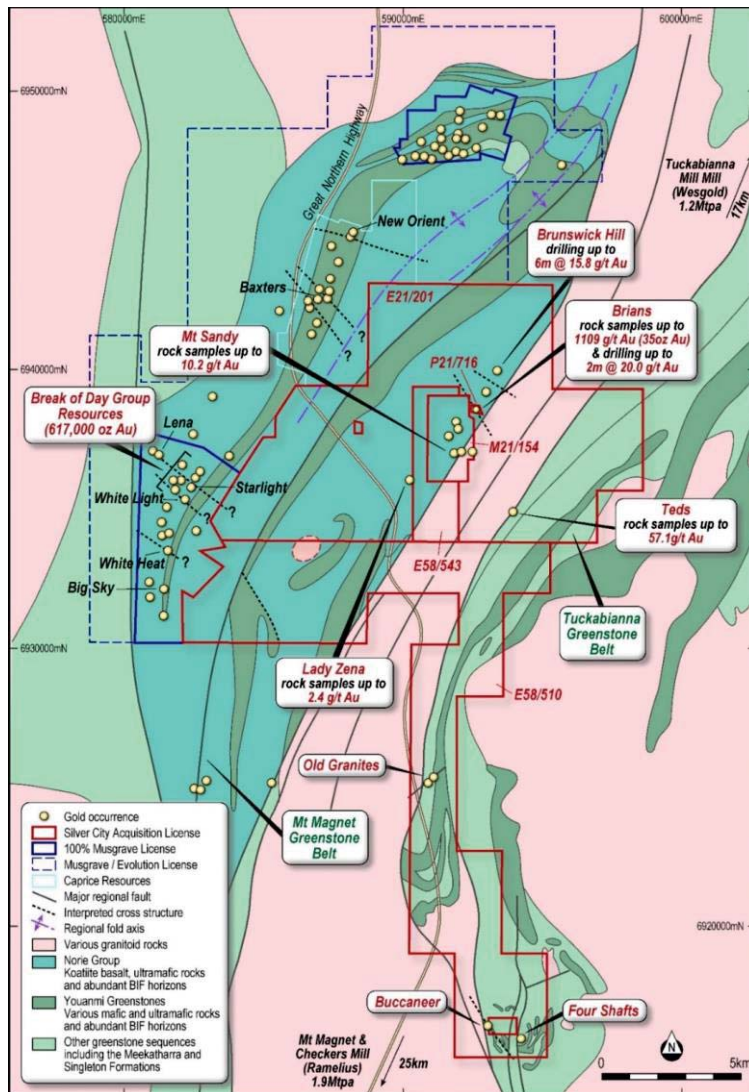 580000mE
590000mE
600000mE
6950000mN
Great Northern Highway
Tuckabianna
Mill Mill
(Wesgold)
1.2Mtpa
17km
New Orient
Brunswick Hill
drilling up to
6m @ 15.8 g/t Au
Baxters
E21/201
?
?
Mt Sandy
rock samples up to
10.2 g/t Au
Brians
rock samples up to
1109 g/t Au (35oz Au)
& drilling up to
2m @ 20.0 g/t Au
P21/716
6940000mN
Break of Day Group
Resources
(617,000 oz Au)
Lena
M21/154
Starlight
White Light
?
?
Teds
rock samples up to
57.1g/t Au
White Heat
?
E58/543
Big Sky
Tuckabianna
Greenstone
Belt
6930000mN
Lady Zena
rock samples up to
2.4 g/t Au
E58/510
Old Granites
Mt Magnet
Greenstone
Belt
Gold occurrence
Silver City Acquisition License
100% Musgrave License
Musgrave / Evolution License
Caprice Resources
Major regional fault
Interpreted cross structure
Regional fold axis
Various granitoid rocks
Norie Group
Koatiite basalt, ultramafic rocks
and abundant BIF horizons
Youanmi Greenstones
Various mafic and ultramafic rocks
and abundant BIF horizons
Other greenstone sequences
including the Meekatharra and
Singleton Formations
6920000mN
Buccaneer
Four Shafts
Mt Magnet &
Checkers Mill
(Ramelius)
1.9Mtpa
25km
N
0
5km